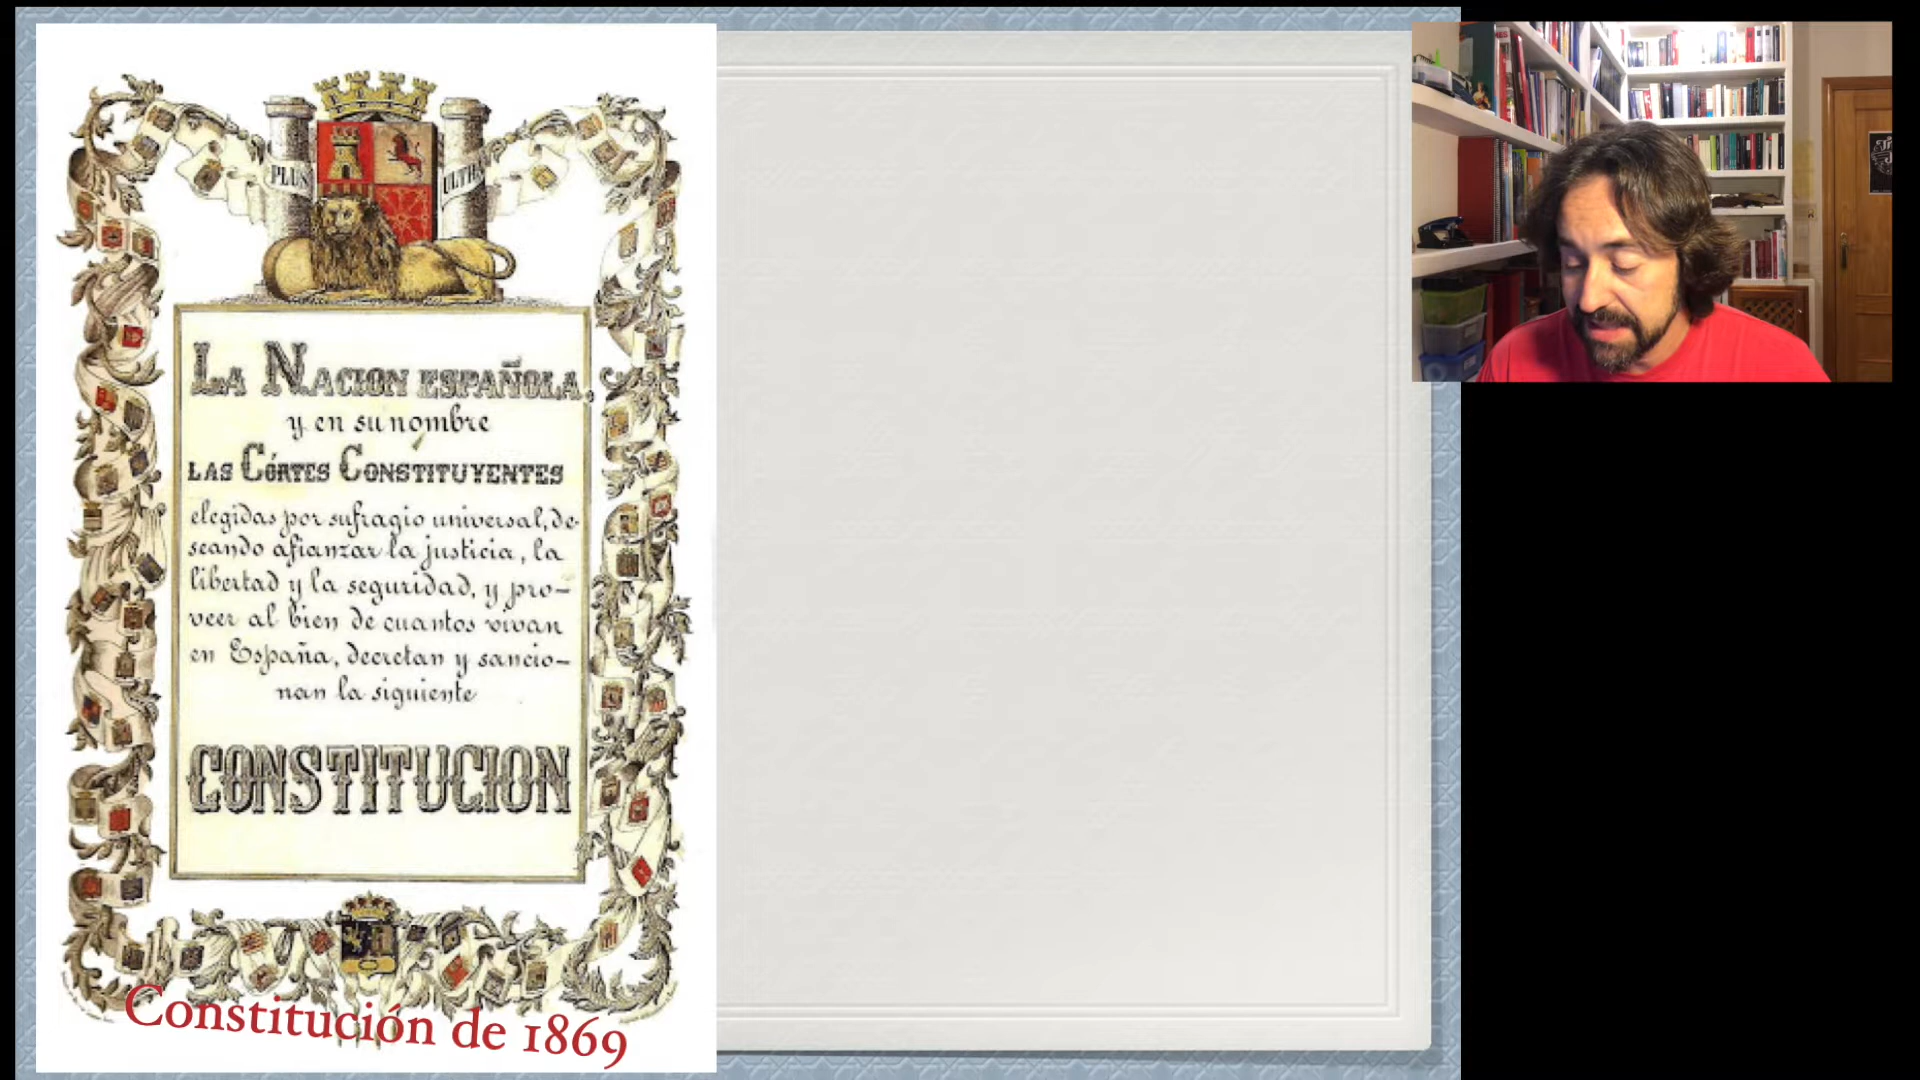 PLUS
ULTRA
LA NACION ESPAÑOLA,
y en su nombre
LAS CÓRTES CONSTITUYENTES
elegidas por sufragio universal, de-
seando afianzar la justicia, la
libertad y la seguridad, y pro-
veer al bien de cuantos vivan
en España, decretan y sancio-
nan la siguiente
CONSTITUCION
Constitución de 1869